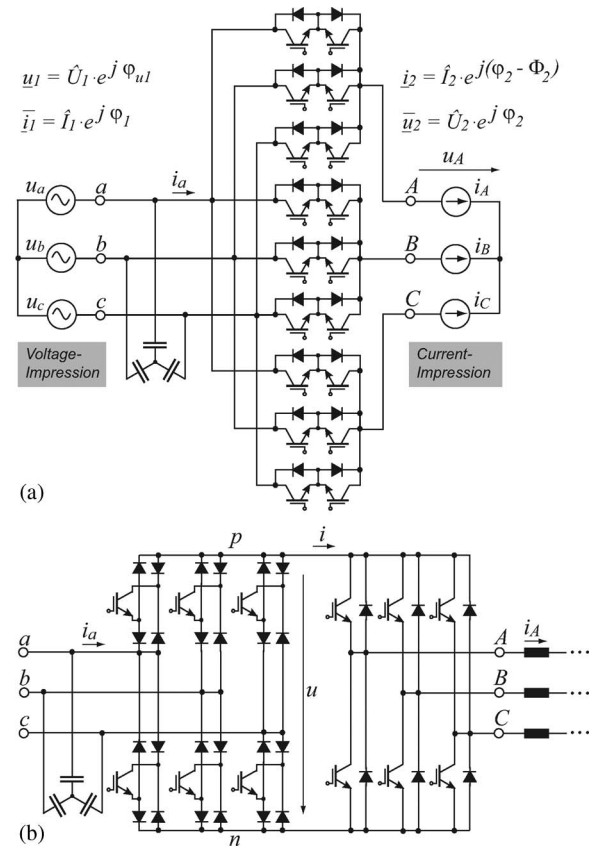 u1 = Û1·e^j φu1
i1 = Î1·e^j φ1
i2 = Î2·e^j(φ2 - Φ2)
u2 = Û2·e^j φ2
uA
ua a ia A iA
ub b B iB
uc c C iC
Voltage-
Impression
Current-
Impression
(a)
p i
a ia A iA
b u B
c C
n
(b)